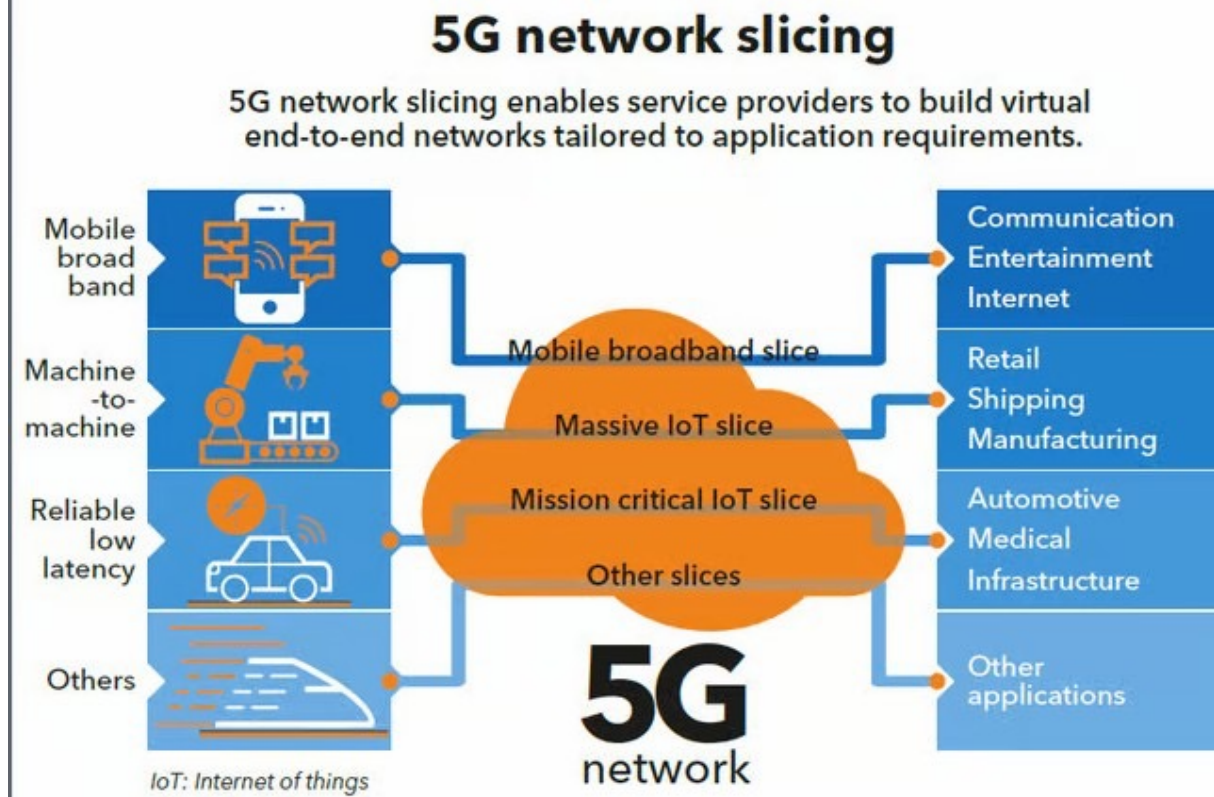 5G network slicing
5G network slicing enables service providers to build virtual
end-to-end networks tailored to application requirements.
Mobile
broad
band
Mobile broadband slice
Communication
Entertainment
Internet
Machine
-to-
machine
Massive IoT slice
Retail
Shipping
Manufacturing
Reliable
low
latency
Mission critical IoT slice
Automotive
Medical
Infrastructure
Others
Other slices
Other
applications
5G
network
IoT: Internet of things